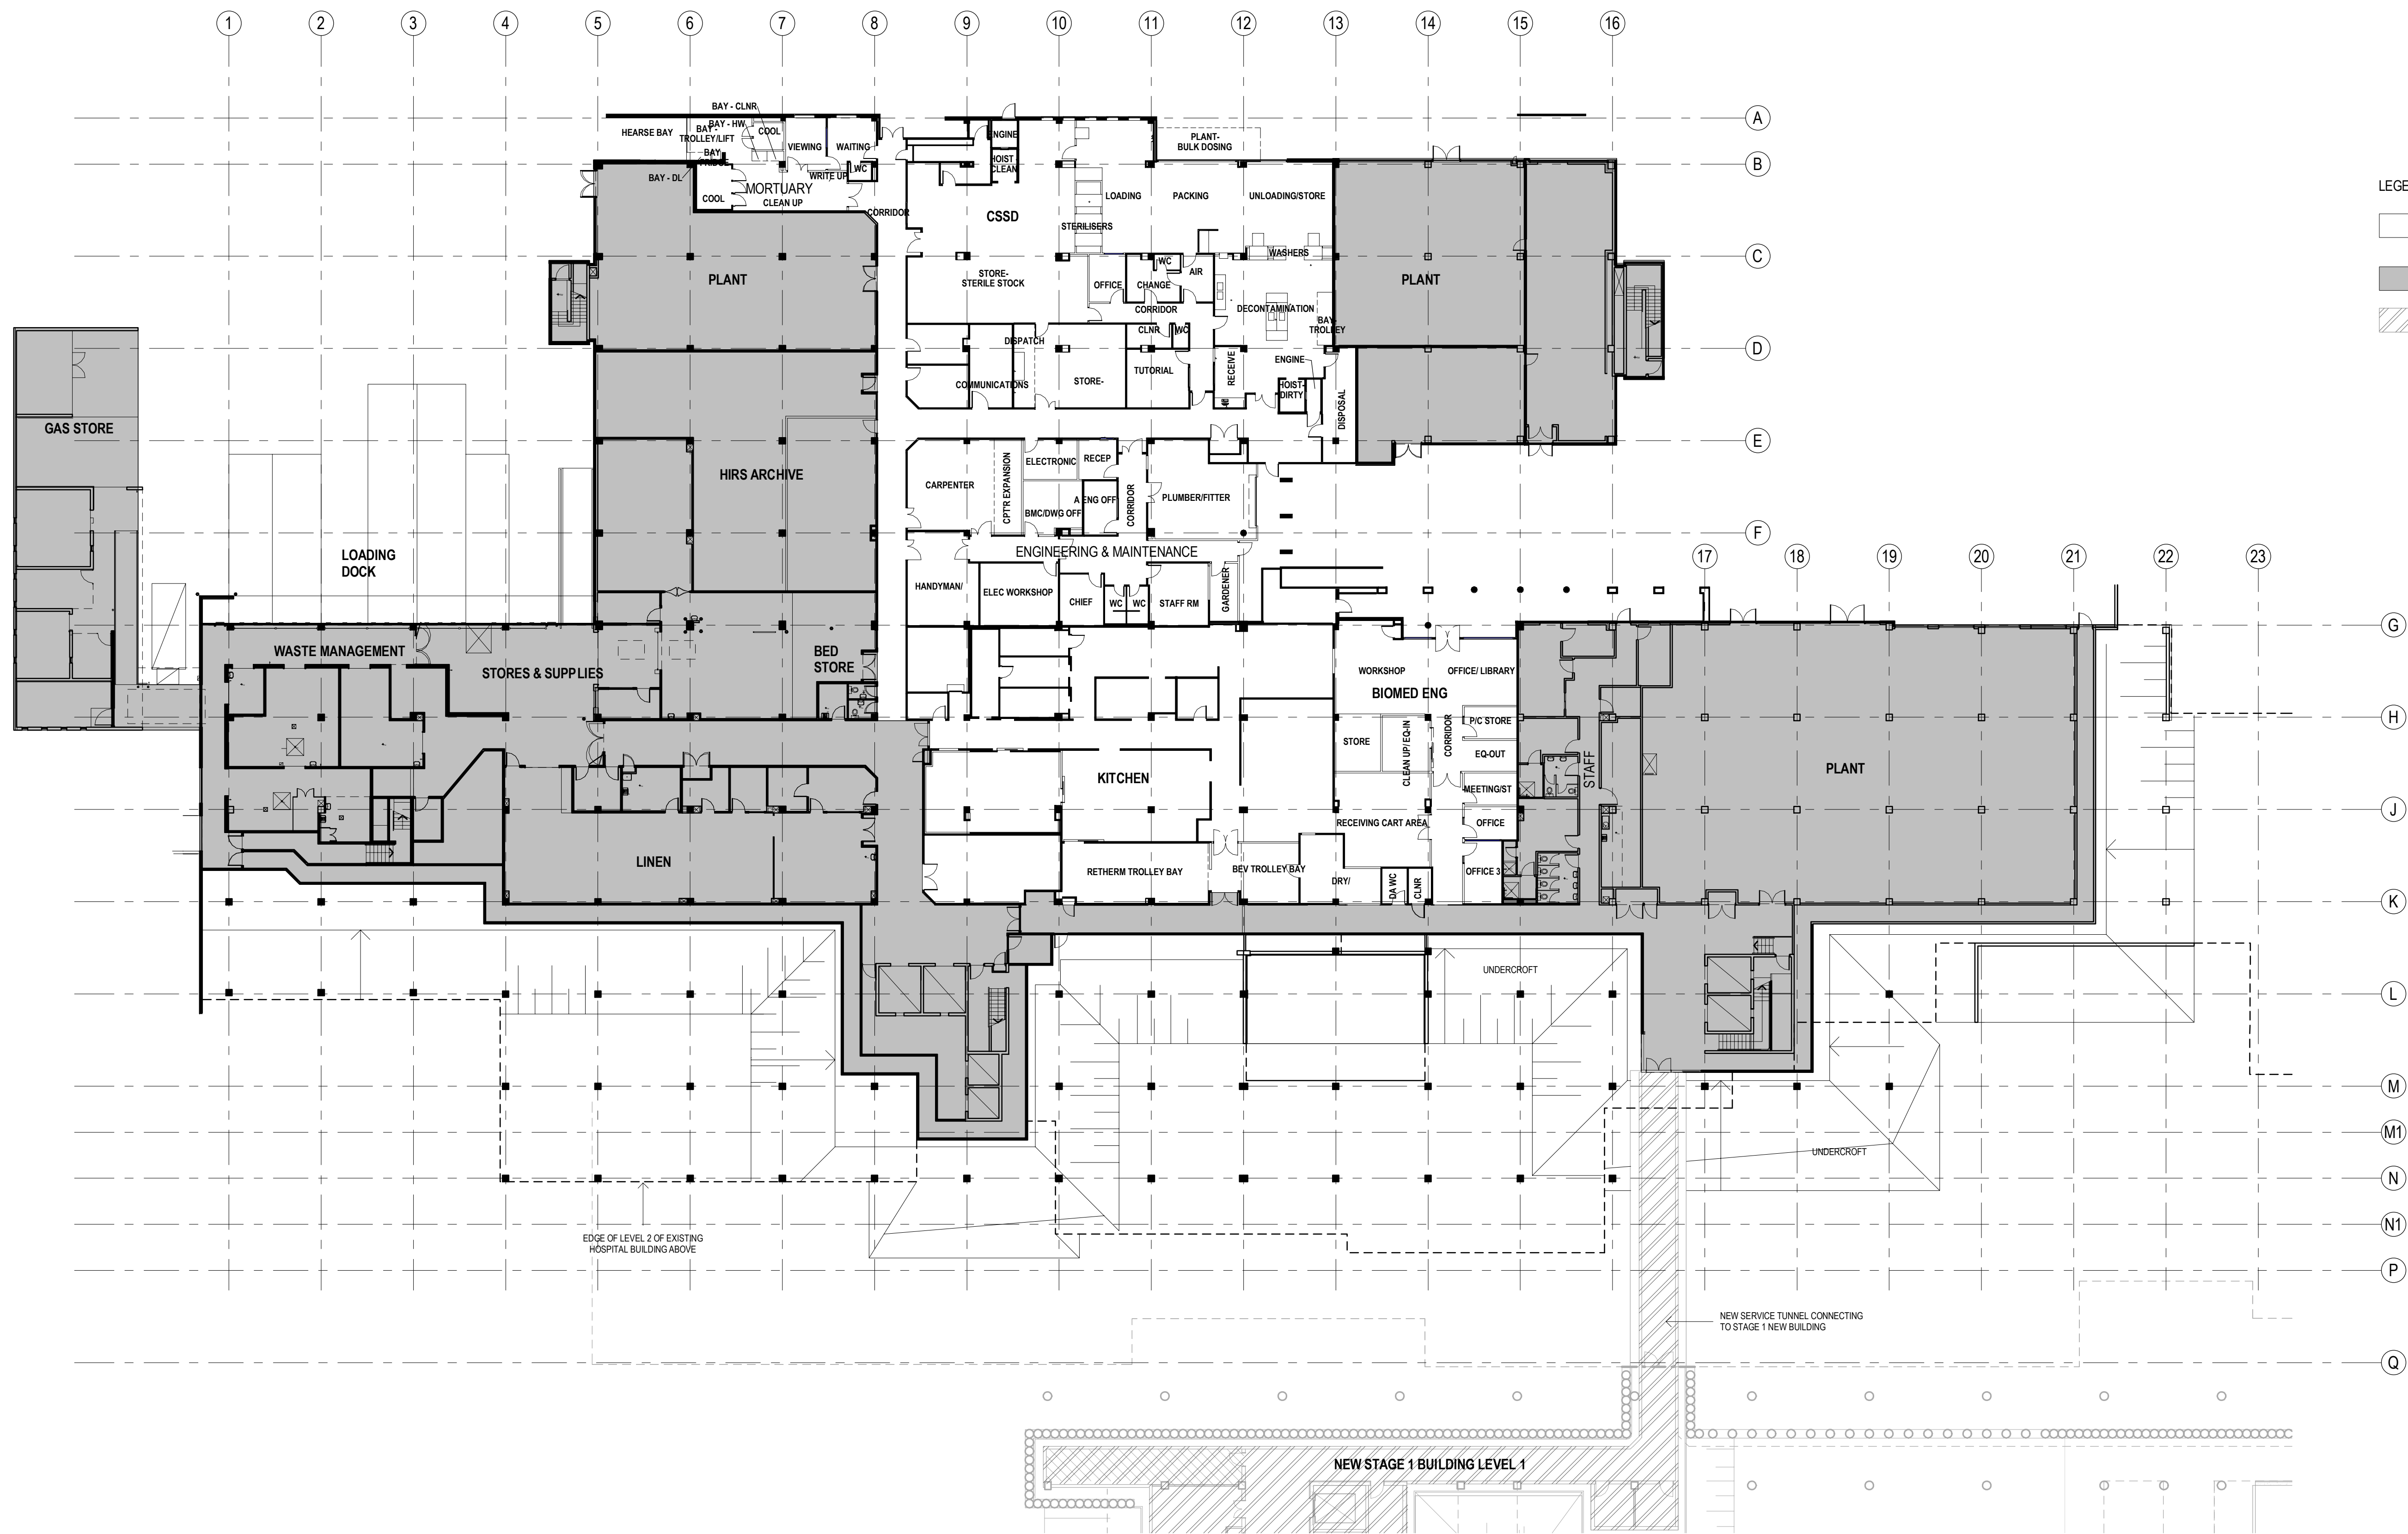 1 2 3 4 5 6 7 8 9 10 11 12 13 14 15 16
A
BAY - CLNR
BAY - HW
HEARSE BAY
BAY -
TROLLEY/LIFT
COOL
BAY
FRIDGE
VIEWING
WAITING
ENGINE
PLANT-
BULK DOSING
HOIST
CLEAN
B
BAY - DL
WRITE UP
WC
MORTUARY
COOL
CLEAN UP
CORRIDOR
CSSD
LOADING
PACKING
UNLOADING/STORE
STERILISERS
WASHERS
LEGE
C
PLANT
STORE-
STERILE STOCK
OFFICE
WC
CHANGE
AIR
CORRIDOR
DECONTAMINATION
PLANT
BAY-
TROLLEY
CLNR
WC
DISPATCH
D
COMMUNICATIONS
STORE-
TUTORIAL
RECEIVE
ENGINE
HOIST-
DIRTY
DISPOSAL
GAS STORE
E
HIRS ARCHIVE
CARPENTER
CPT'R EXPANSION
ELECTRONIC
RECEP
A ENG OFF
BMC/DWG OFF
CORRIDOR
PLUMBER/FITTER
F
LOADING
DOCK
ENGINEERING & MAINTENANCE
17 18 19 20 21 22 23
HANDYMAN/
ELEC WORKSHOP
CHIEF
WC
WC
STAFF RM
GARDENER
G
WASTE MANAGEMENT
STORES & SUPPLIES
BED
STORE
WORKSHOP
OFFICE/ LIBRARY
BIOMED ENG
H
P/C STORE
STORE
CLEAN UP/ EQ-IN
CORRIDOR
EQ-OUT
STAFF
PLANT
KITCHEN
MEETING/ST
J
RECEIVING CART AREA
OFFICE
LINEN
RETHERM TROLLEY BAY
BEV TROLLEY BAY
DRY/
DA WC
CLNR
OFFICE 3
K
UNDERCROFT
L
M
M1
UNDERCROFT
N
N1
EDGE OF LEVEL 2 OF EXISTING
HOSPITAL BUILDING ABOVE
P
NEW SERVICE TUNNEL CONNECTING
TO STAGE 1 NEW BUILDING
Q
NEW STAGE 1 BUILDING LEVEL 1